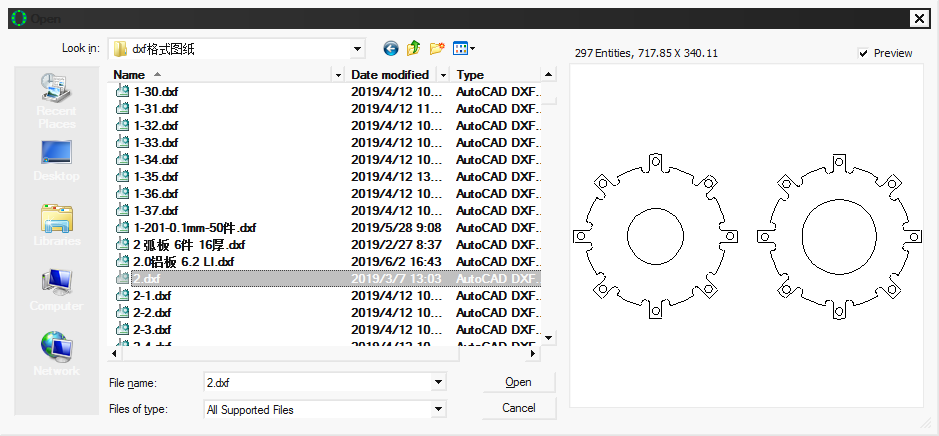 Open
Look in: dxf格式图纸
297 Entities, 717.85 X 340.11
Preview
Name Date modified Type
1-30.dxf 2019/4/12 10... AutoCAD DXF...
1-31.dxf 2019/4/12 11... AutoCAD DXF...
1-32.dxf 2019/4/12 10... AutoCAD DXF...
1-33.dxf 2019/4/12 10... AutoCAD DXF...
1-34.dxf 2019/4/12 10... AutoCAD DXF...
1-35.dxf 2019/4/12 13... AutoCAD DXF...
1-36.dxf 2019/4/12 10... AutoCAD DXF...
1-37.dxf 2019/4/12 10... AutoCAD DXF...
1-201-0.1mm-50件.dxf 2019/5/28 9:08 AutoCAD DXF...
2 弧板 6件 16厚.dxf 2019/2/27 8:37 AutoCAD DXF...
2.0铝板 6.2 LI.dxf 2019/6/2 16:43 AutoCAD DXF...
2.dxf 2019/3/7 13:03 AutoCAD DXF...
2-1.dxf 2019/4/12 10... AutoCAD DXF...
2-2.dxf 2019/4/12 10... AutoCAD DXF...
2-3.dxf 2019/4/12 10... AutoCAD DXF...
2-4.dxf 2019/4/12 10... AutoCAD DXF...
Recent
Places
Desktop
Libraries
Computer
Network
File name: 2.dxf Open
Files of type: All Supported Files Cancel